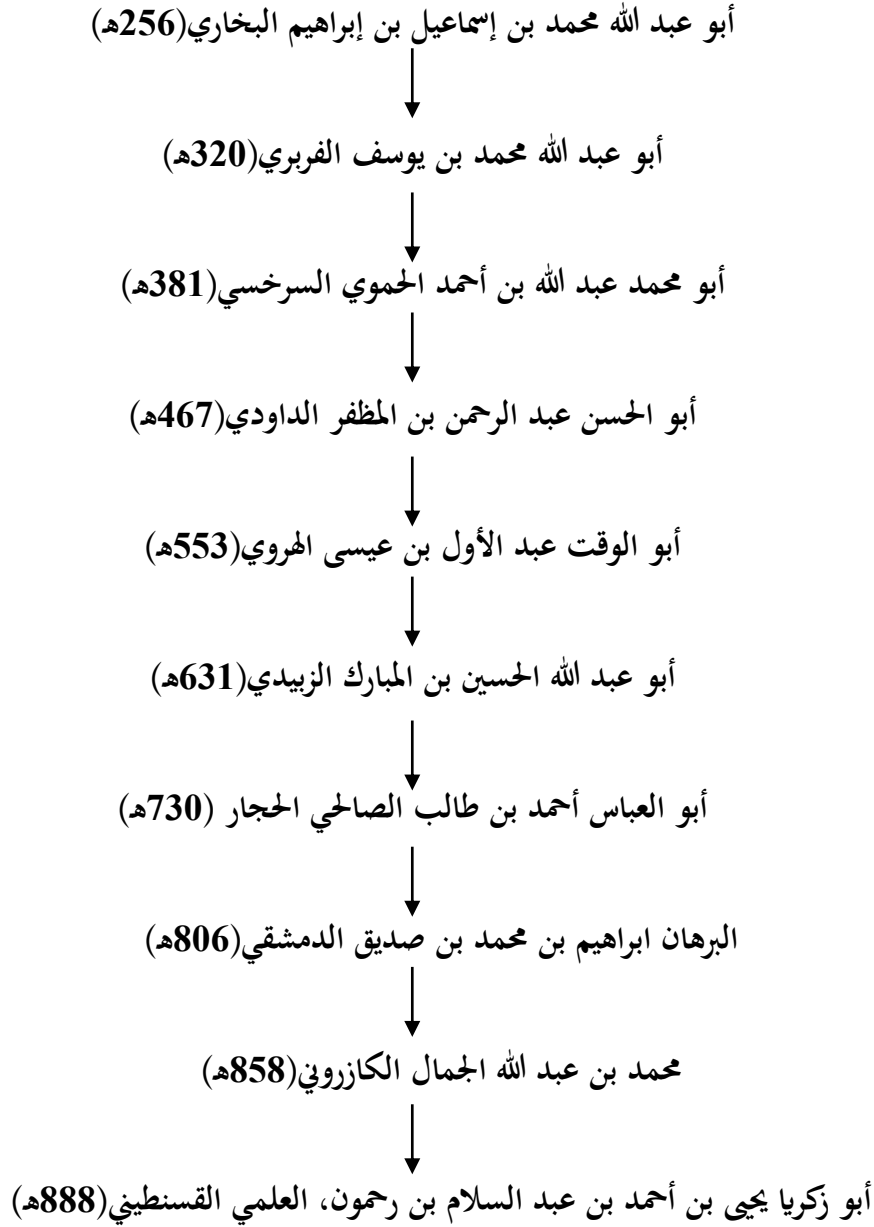 أبو عبد الله محمد بن إسماعيل بن إبراهيم البخاري(256هـ)
أبو عبد الله محمد بن يوسف الفربري(320هـ)
أبو محمد عبد الله بن أحمد الحموي السرخسي(381هـ)
أبو الحسن عبد الرحمن بن المظفر الداودي(467هـ)
أبو الوقت عبد الأول بن عيسى الهروي(553هـ)
أبو عبد الله الحسين بن المبارك الزبيدي(631هـ)
أبو العباس أحمد بن طالب الصالحي الحجار (730هـ)
البرهان ابراهيم بن محمد بن صديق الدمشقي(806هـ)
محمد بن عبد الله الجمال الكازروني(858هـ)
أبو زكريا يحيى بن أحمد بن عبد السلام بن رحمون، العلمي القسنطيني(888هـ)